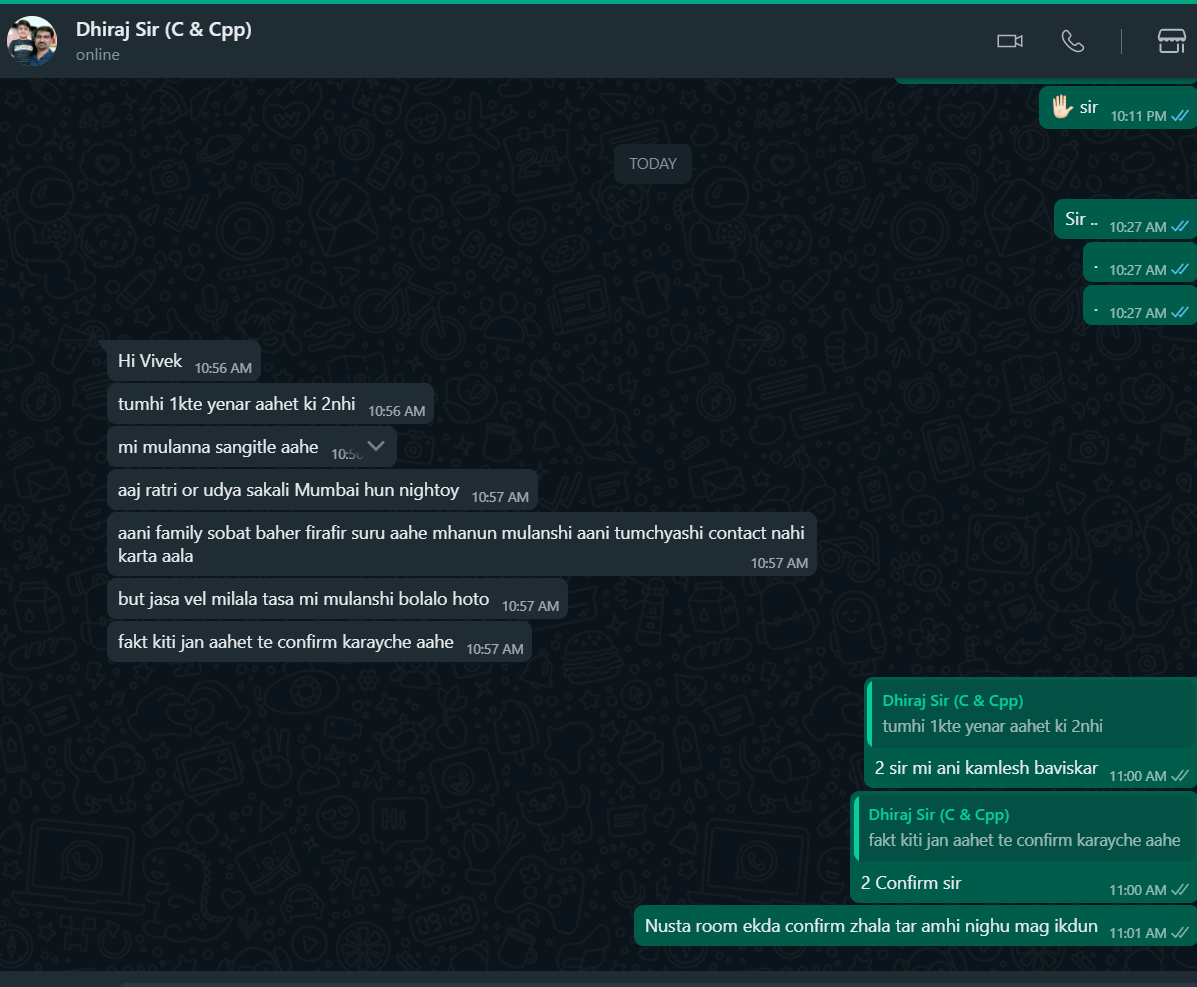 Dhiraj Sir (C & Cpp)
online
🖐🏻 sir 10:11 PM
TODAY
Sir .. 10:27 AM
. 10:27 AM
. 10:27 AM
Hi Vivek 10:56 AM
tumhi 1kte yenar aahet ki 2nhi 10:56 AM
mi mulanna sangitle aahe
aaj ratri or udya sakali Mumbai hun nightoy 10:57 AM
aani family sobat baher firafir suru aahe mhanun mulanshi aani tumchyashi contact nahi
karta aala 10:57 AM
but jasa vel milala tasa mi mulanshi bolalo hoto 10:57 AM
fakt kiti jan aahet te confirm karayche aahe 10:57 AM
Dhiraj Sir (C & Cpp)
tumhi 1kte yenar aahet ki 2nhi
2 sir mi ani kamlesh baviskar 11:00 AM
Dhiraj Sir (C & Cpp)
fakt kiti jan aahet te confirm karayche aahe
2 Confirm sir 11:00 AM
Nusta room ekda confirm zhala tar amhi nighu mag ikdun 11:01 AM